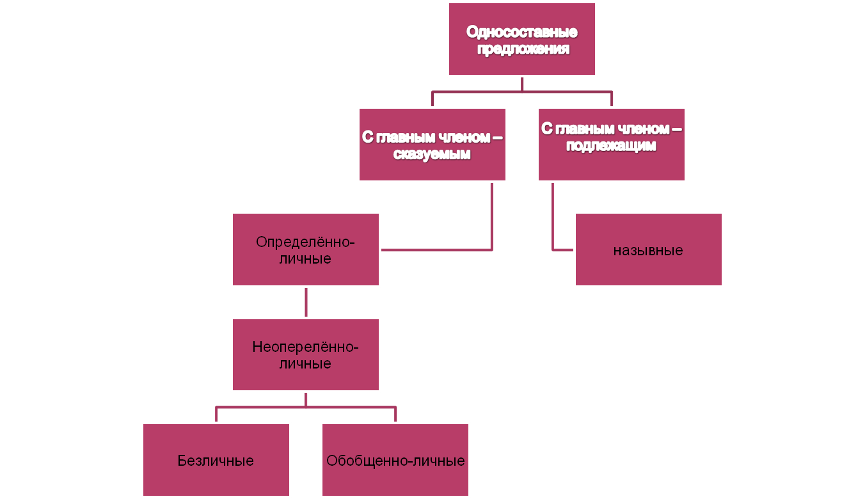 Односоставные
предложения
С главным членом –
сказуемым
С главным членом –
подлежащим
Определённо-
личные
назывные
Неоперелённо-
личные
Безличные
Обобщенно-личные